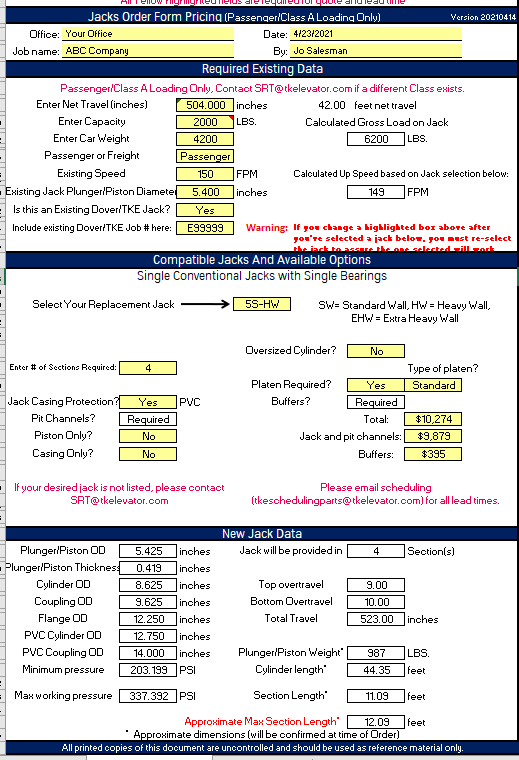 All Yellow highlighted fields are required for quote and lead time
Jacks Order Form Pricing (Passenger/Class A Loading Only) Version 20210414
Office: Your Office Date: 4/23/2021
Job name: ABC Company By: Jo Salesman
Required Existing Data
Passenger/Class A Loading Only, Contact SRT@tkelevator.com if a different Class exists.
Enter Net Travel (inches) 504.000 inches 42.00 feet net travel
Enter Capacity 2000 LBS. Calculated Gross Load on Jack
Enter Car Weight 4200 6200 LBS.
Passenger or Freight Passenger
Existing Speed 150 FPM Calculated Up Speed based on Jack selection below:
Existing Jack Plunger/Piston Diameter 5.400 inches 149 FPM
Is this an Existing Dover/TKE Jack? Yes
Include existing Dover/TKE Job # here: E99999 Warning: If you change a highlighted box above after
you've selected a jack below, you must re-select
the jack to assure the one selected will work
Compatible Jacks And Available Options
Single Conventional Jacks with Single Bearings
Select Your Replacement Jack 5S-HW SW= Standard Wall, HW = Heavy Wall,
EHW = Extra Heavy Wall
Oversized Cylinder? No
Enter # of Sections Required: 4 Type of platen?
Platen Required? Yes Standard
Jack Casing Protection? Yes PVC Buffers? Required
Pit Channels? Required Total: $10,274
Piston Only? No Jack and pit channels: $9,879
Casing Only? No Buffers: $395
If your desired jack is not listed, please contact Please email scheduling
SRT@tkelevator.com (tkeschedulingparts@tkelevator.com) for all lead times.
New Jack Data
Plunger/Piston OD 5.425 inches Jack will be provided in 4 Section(s)
Plunger/Piston Thickness 0.419 inches
Cylinder OD 8.625 inches Top overtravel 9.00
Coupling OD 9.625 inches Bottom Overtravel 10.00
Flange OD 12.250 inches Total Travel 523.00 inches
PVC Cylinder OD 12.750 inches
PVC Coupling OD 14.000 inches Plunger/Piston Weight* 987 LBS.
Minimum pressure 203.199 PSI Cylinder length* 44.35 feet
Max working pressure 337.392 PSI Section Length* 11.09 feet
Approximate Max Section Length* 12.09 feet
* Approximate dimensions (will be confirmed at time of Order)
All printed copies of this document are uncontrolled and should be used as reference material only.